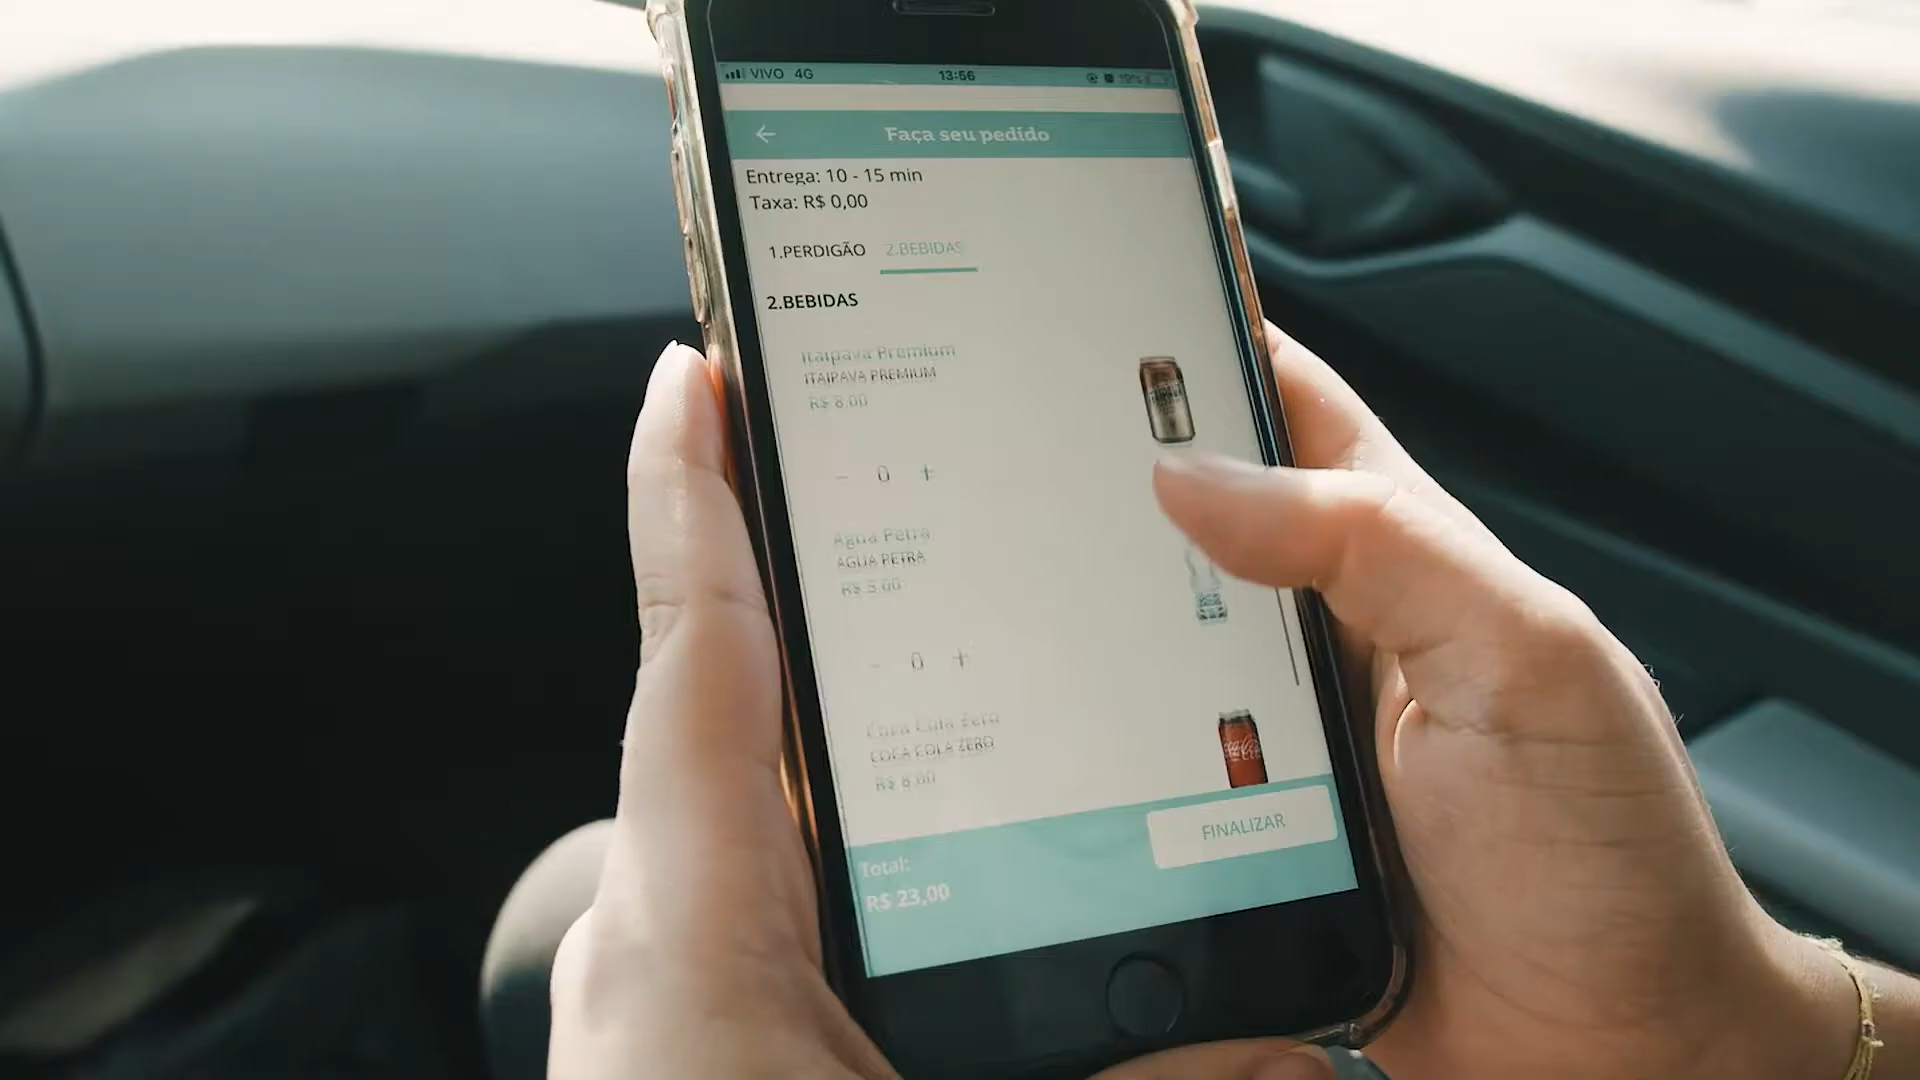 VIVO 4G 13:56 19%
Faça seu pedido
Entrega: 10 - 15 min
Taxa: R$ 0,00
1.PERDIGÃO 2.BEBIDAS
2.BEBIDAS
Itaipava Premium
ITAIPAVA PREMIUM
R$ 8.00
- 0 +
Agua Petra
AGUA PETRA
R$ 5.00
- 0 +
Coca Cola Zero
COCA COLA ZERO
R$ 8.00
FINALIZAR
Total:
R$ 23,00